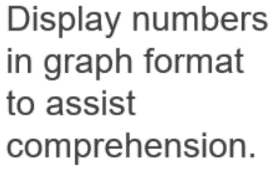 Display numbers
in graph format
to assist
comprehension.